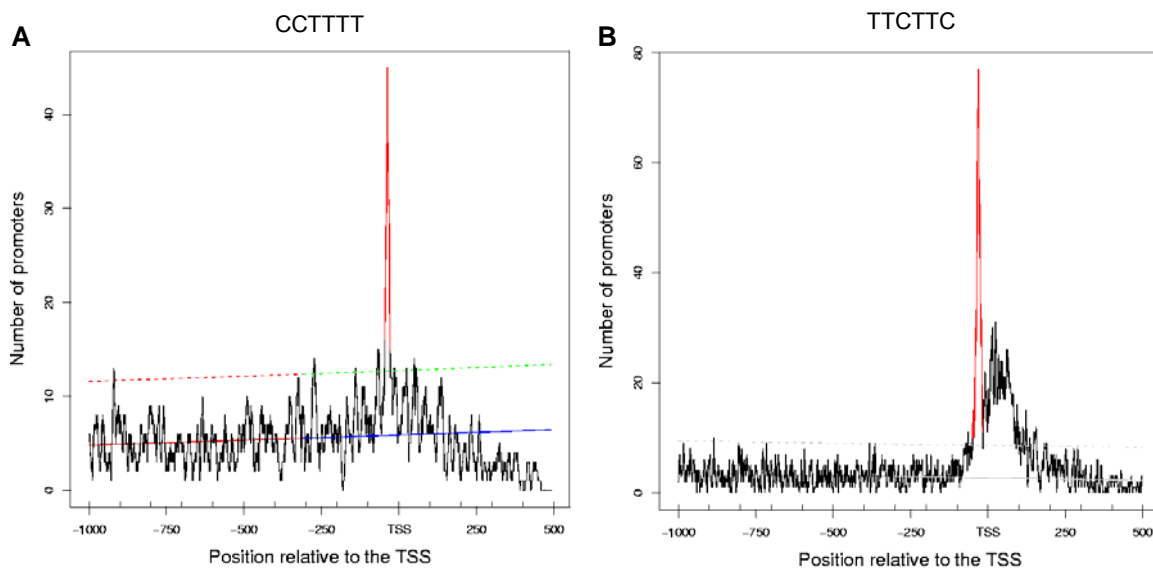 A
CCTTTT
Number of promoters
40
30
20
10
0
-1000
-750
-500
-250
TSS
250
500
Position relative to the TSS
B
TTCTTC
Number of promoters
80
60
40
20
0
-1000
-750
-500
-250
TSS
250
500
Position relative to the TSS